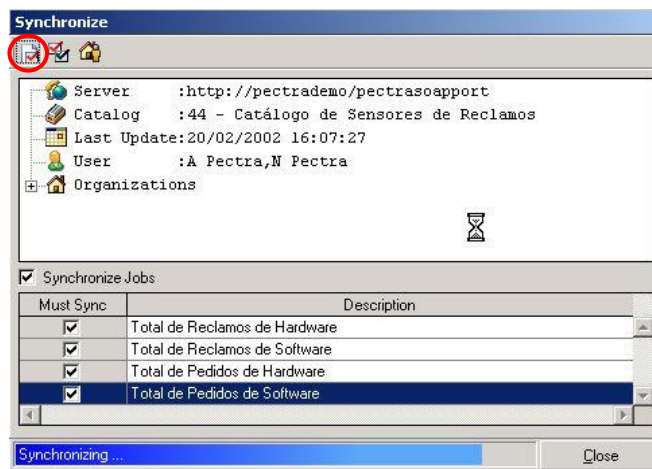 Synchronize
Server :http://pectrademo/pectrasoapport
Catalog :44 - Catálogo de Sensores de Reclamos
Last Update:20/02/2002 16:07:27
User :A Pectra,N Pectra
Organizations
Synchronize Jobs
Must Sync Description
Total de Reclamos de Hardware
Total de Reclamos de Software
Total de Pedidos de Hardware
Total de Pedidos de Software
Synchronizing ... Close